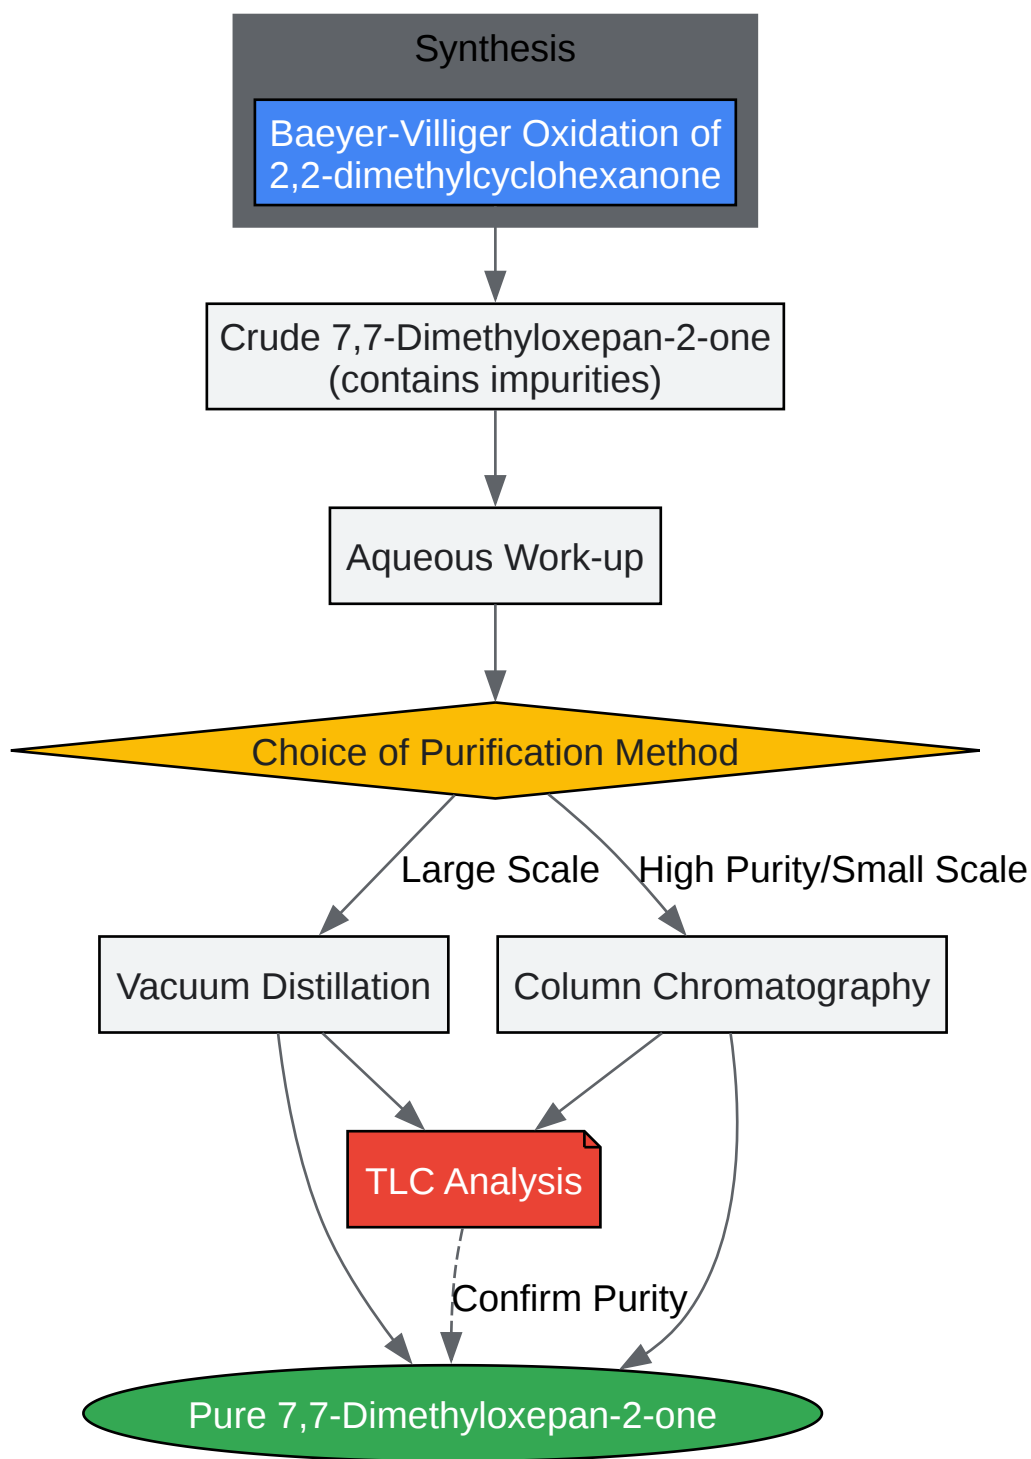 Synthesis
Baeyer-Villiger Oxidation of
2,2-dimethylcyclohexanone
Crude 7,7-Dimethyloxepan-2-one
(contains impurities)
Aqueous Work-up
Choice of Purification Method
Large Scale
High Purity/Small Scale
Vacuum Distillation
Column Chromatography
TLC Analysis
Confirm Purity
Pure 7,7-Dimethyloxepan-2-one